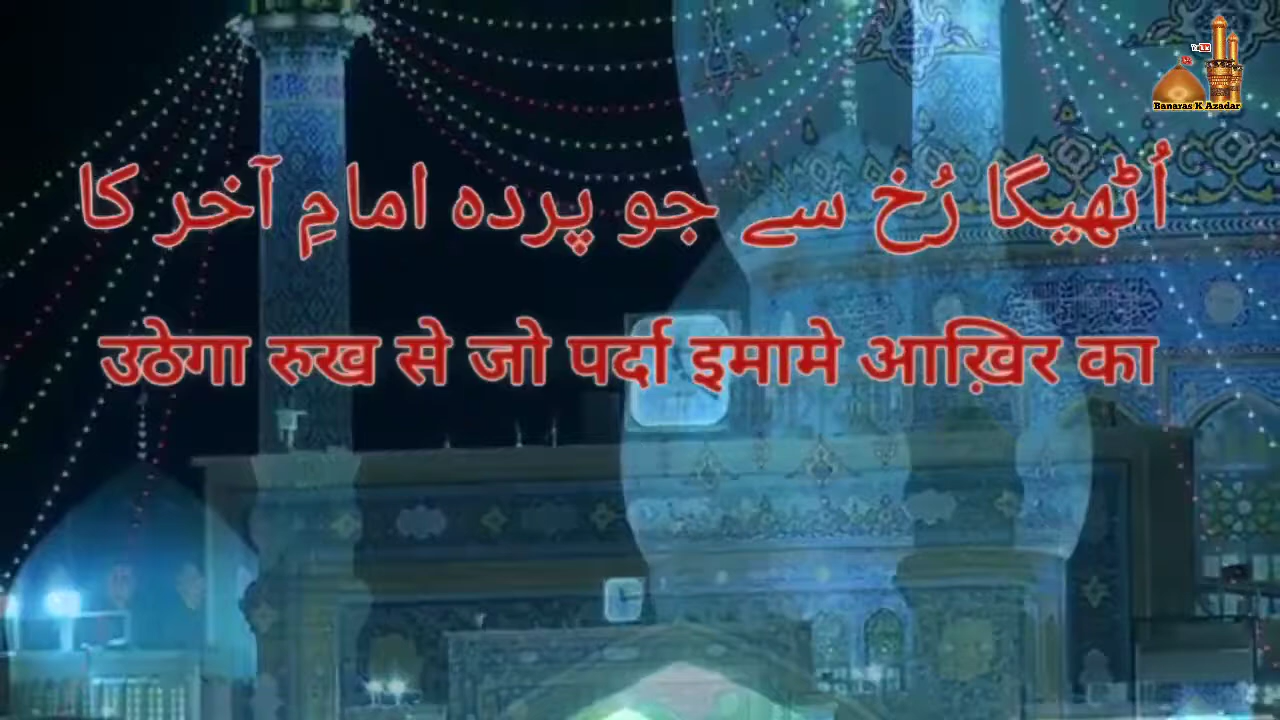 اُٹھیگا رُخ سے جو پردہ امامِ آخر کا
उठेगा रुख से जो पर्दा इमामे आख़िर का
Banaras K Azadar